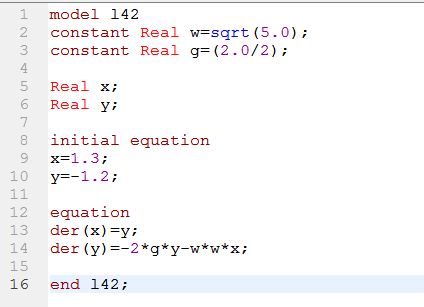 1 model l42
2 constant Real w=sqrt(5.0);
3 constant Real g=(2.0/2);
4
5 Real x;
6 Real y;
7
8 initial equation
9 x=1.3;
10 y=-1.2;
11
12 equation
13 der(x)=y;
14 der(y)=-2*g*y-w*w*x;
15
16 end l42;